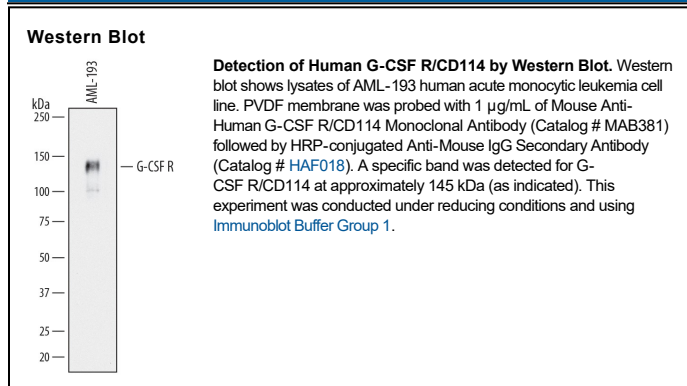 Western Blot
AML-193
kDa
250
150
100
75
50
37
25
20
G-CSF R
Detection of Human G-CSF R/CD114 by Western Blot. Western
blot shows lysates of AML-193 human acute monocytic leukemia cell
line. PVDF membrane was probed with 1 µg/mL of Mouse Anti-
Human G-CSF R/CD114 Monoclonal Antibody (Catalog # MAB381)
followed by HRP-conjugated Anti-Mouse IgG Secondary Antibody
(Catalog # HAF018). A specific band was detected for G-
CSF R/CD114 at approximately 145 kDa (as indicated). This
experiment was conducted under reducing conditions and using
Immunoblot Buffer Group 1.